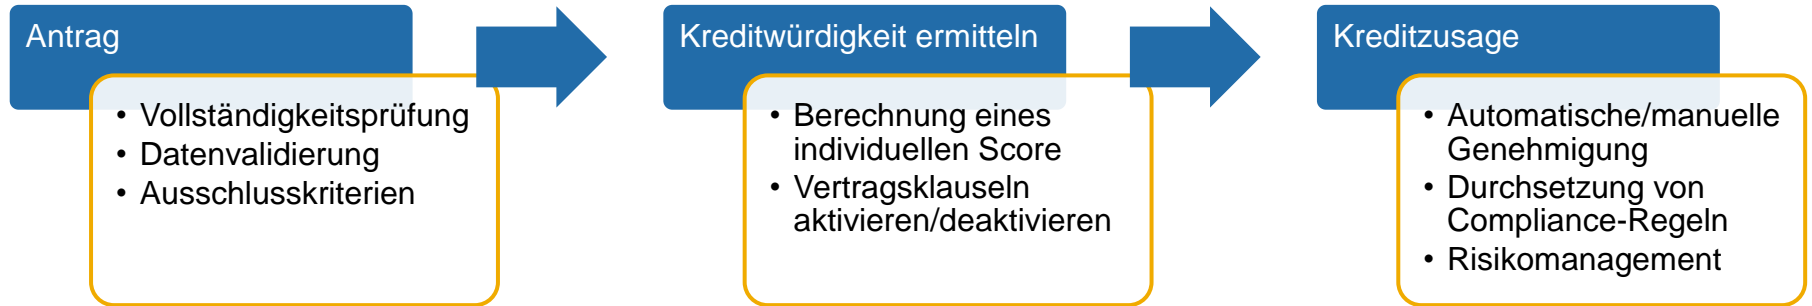 Antrag
• Vollständigkeitsprüfung
• Datenvalidierung
• Ausschlusskriterien
Kreditwürdigkeit ermitteln
• Berechnung eines
individuellen Score
• Vertragsklauseln
aktivieren/deaktivieren
Kreditzusage
• Automatische/manuelle
Genehmigung
• Durchsetzung von
Compliance-Regeln
• Risikomanagement